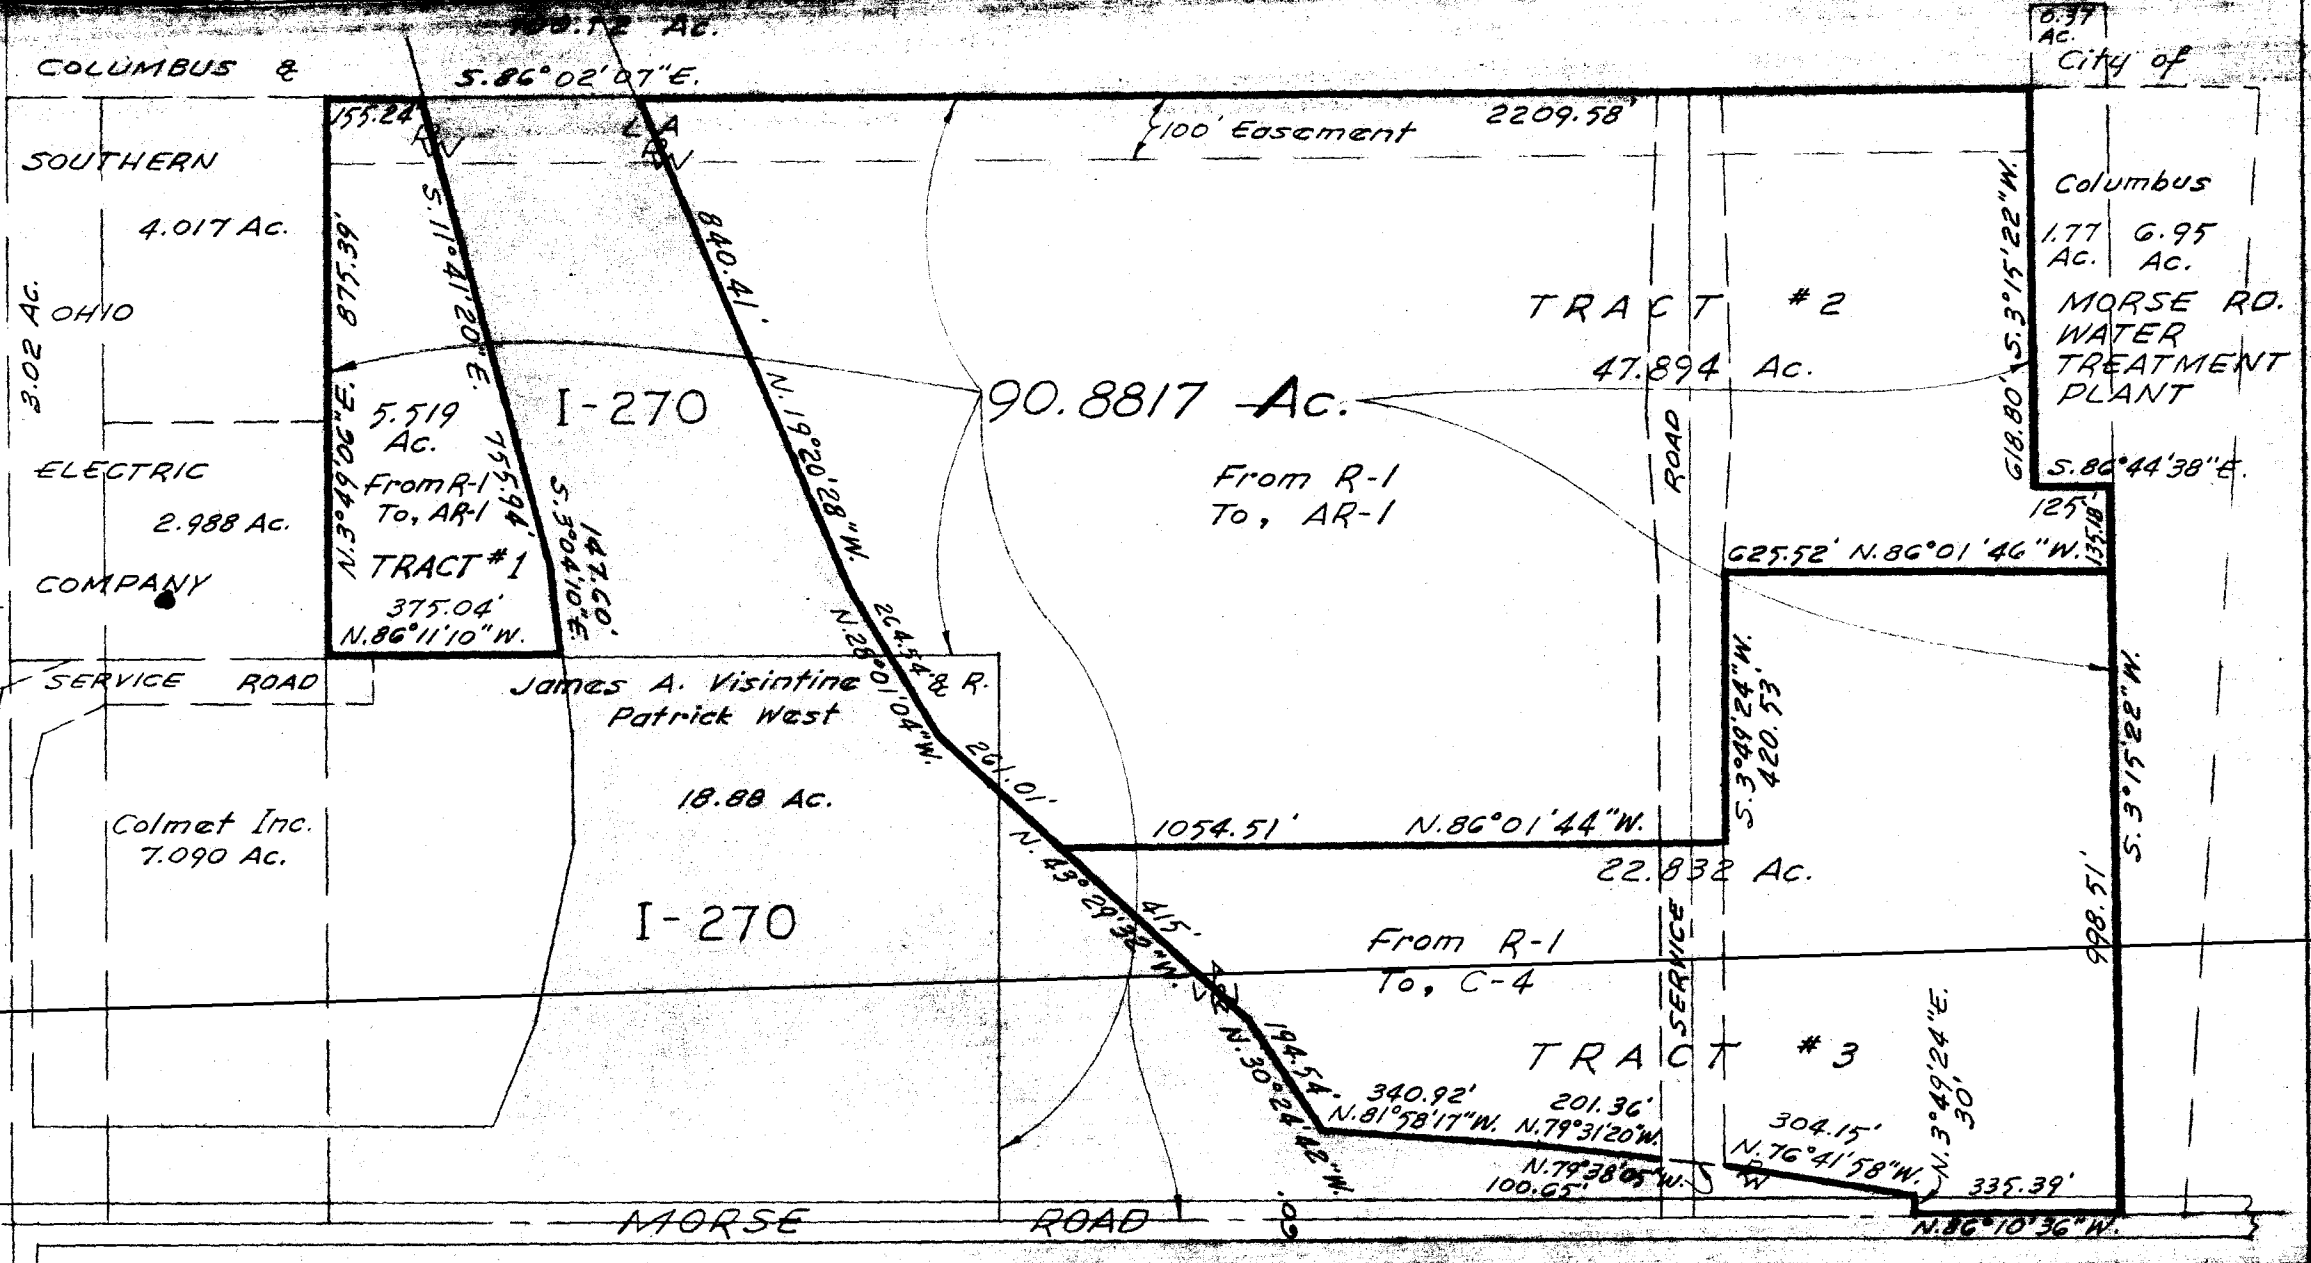 Ac.
6.39
AC.
City of
COLUMBUS &
S.86°02'07"E.
155.24'
2209.58'
100' Easement
L A
R/W
R/W
SOUTHERN
4.017 Ac.
OHIO
3.02 Ac.
ELECTRIC
2.988 Ac.
COMPANY
SERVICE ROAD
Colmet Inc.
7.090 Ac.
875.39'
N.3°49'02"E.
S.11°41'20"E.
755.94'
5.519
Ac.
From R-1
To, AR-1
TRACT #1
375.04'
N.86°11'10"W.
S.3°04'10"E.
147.60'
I-270
840.41'
N.19°20'28"W.
264.54'
N.28°01'04"W.
90.8817 Ac.
From R-1
To, AR-1
TRACT #2
47.894 Ac.
ROAD
S.3°15'22"W.
618.80'
Columbus
1.77
Ac.
6.95
Ac.
MORSE RD.
WATER
TREATMENT
PLANT
S.86°44'38"E.
125'
135.18'
625.52' N.86°01'46"W.
S.3°49'24"W.
420.53'
S.3°15'22"W.
998.51'
James A. Visintine & R.
Patrick West
18.88 Ac.
I-270
261.01'
N.43°29'32"W.
415'
1054.51' N.86°01'44"W.
22.832 Ac.
From R-1
To, C-4
SERVICE
TRACT #3
194.54'
N.30°24'42"W.
340.92'
N.81°58'17"W.
201.36'
N.79°31'20"W.
N.79°38'05"W.
100.65'
304.15'
N.76°41'58"W.
R/W
N.3°49'24"E.
30'
335.39'
N.86°10'36"W.
60'
MORSE ROAD